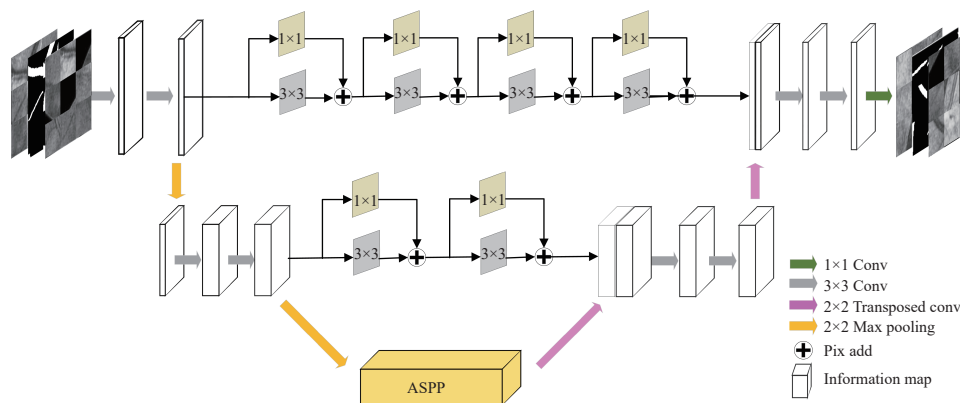 1×1
1×1
1×1
1×1
3×3
3×3
3×3
3×3
1×1
1×1
3×3
3×3
ASPP
1×1 Conv
3×3 Conv
2×2 Transposed conv
2×2 Max pooling
Pix add
Information map